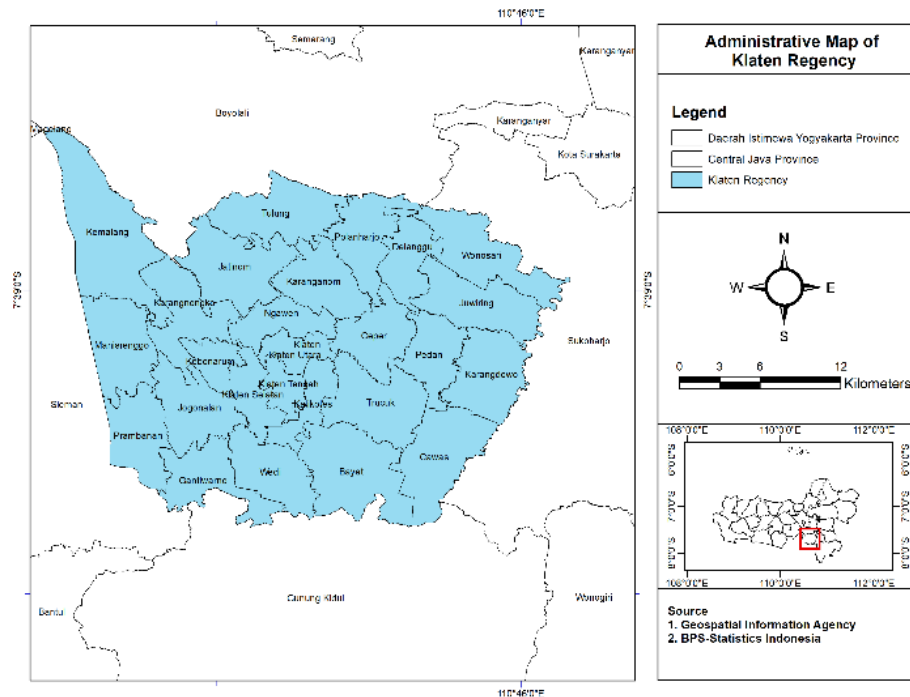 110°46'0"E
Semarang
Karanganyar
Boyolali
Karanganyar
Kota Surakarta
Kemalang
Tulung
Polanharjo
Delanggu
Wonosari
Jatinom
Karanganom
Juwiring
7°39'0"S
7°39'0"S
Karangnongko
Ngawen
Ceper
Sukoharjo
Manisrenggo
Klaten
Klaten Utara
Pedan
Kebonarum
Karangdowo
Klaten Tengah
Klaten Selatan
Kalikotes
Trucuk
Sleman
Jogonalan
Prambanan
Cawas
Gantiwarno
Wedi
Bayat
Gunung Kidul
Wonogiri
Bantul
110°46'0"E
Administrative Map of
Klaten Regency
Legend
Daerah Istimewa Yogyakarta Province
Central Java Province
Klaten Regency
N
W
E
S
0
3
6
12
Kilometers
108°0'0"E
110°0'0"E
112°0'0"E
6°0'0"S
6°0'0"S
7°0'0"S
7°0'0"S
8°0'0"S
8°0'0"S
108°0'0"E
110°0'0"E
112°0'0"E
Source
1. Geospatial Information Agency
2. BPS-Statistics Indonesia